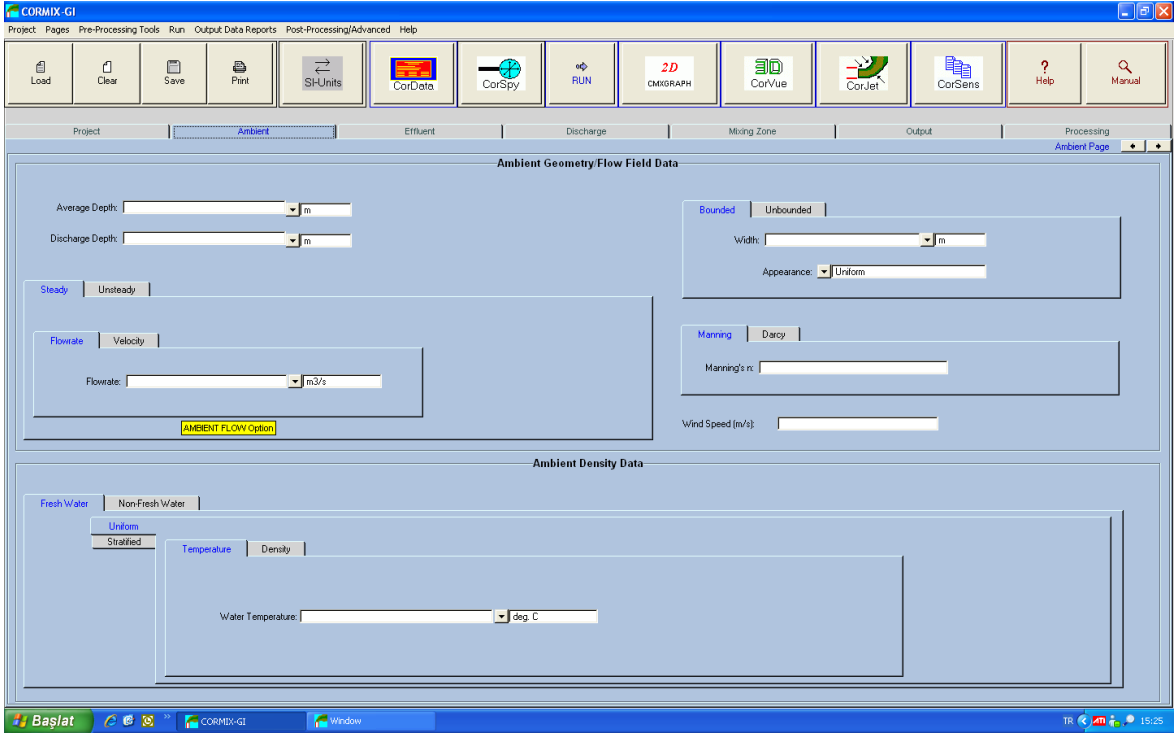 CORMIX-GI
Project Pages Pre-Processing Tools Run Output Data Reports Post-Processing/Advanced Help
Load Clear Save Print SI-Units CorData CorSpy RUN 2D CMXGRAPH 3D CorVue CorJet CorSens ? Help Manual
Project Ambient Effluent Discharge Mixing Zone Output Processing
Ambient Page
Ambient Geometry/Flow Field Data
Average Depth: m
Discharge Depth: m
Bounded Unbounded
Width: m
Appearance: Uniform
Steady Unsteady
Flowrate Velocity
Flowrate: m3/s
AMBIENT FLOW Option
Manning Darcy
Manning's n:
Wind Speed (m/s):
Ambient Density Data
Fresh Water Non-Fresh Water
Uniform
Stratified
Temperature Density
Water Temperature: deg. C
Başlat » CORMIX-GI Window TR ATI 15:25